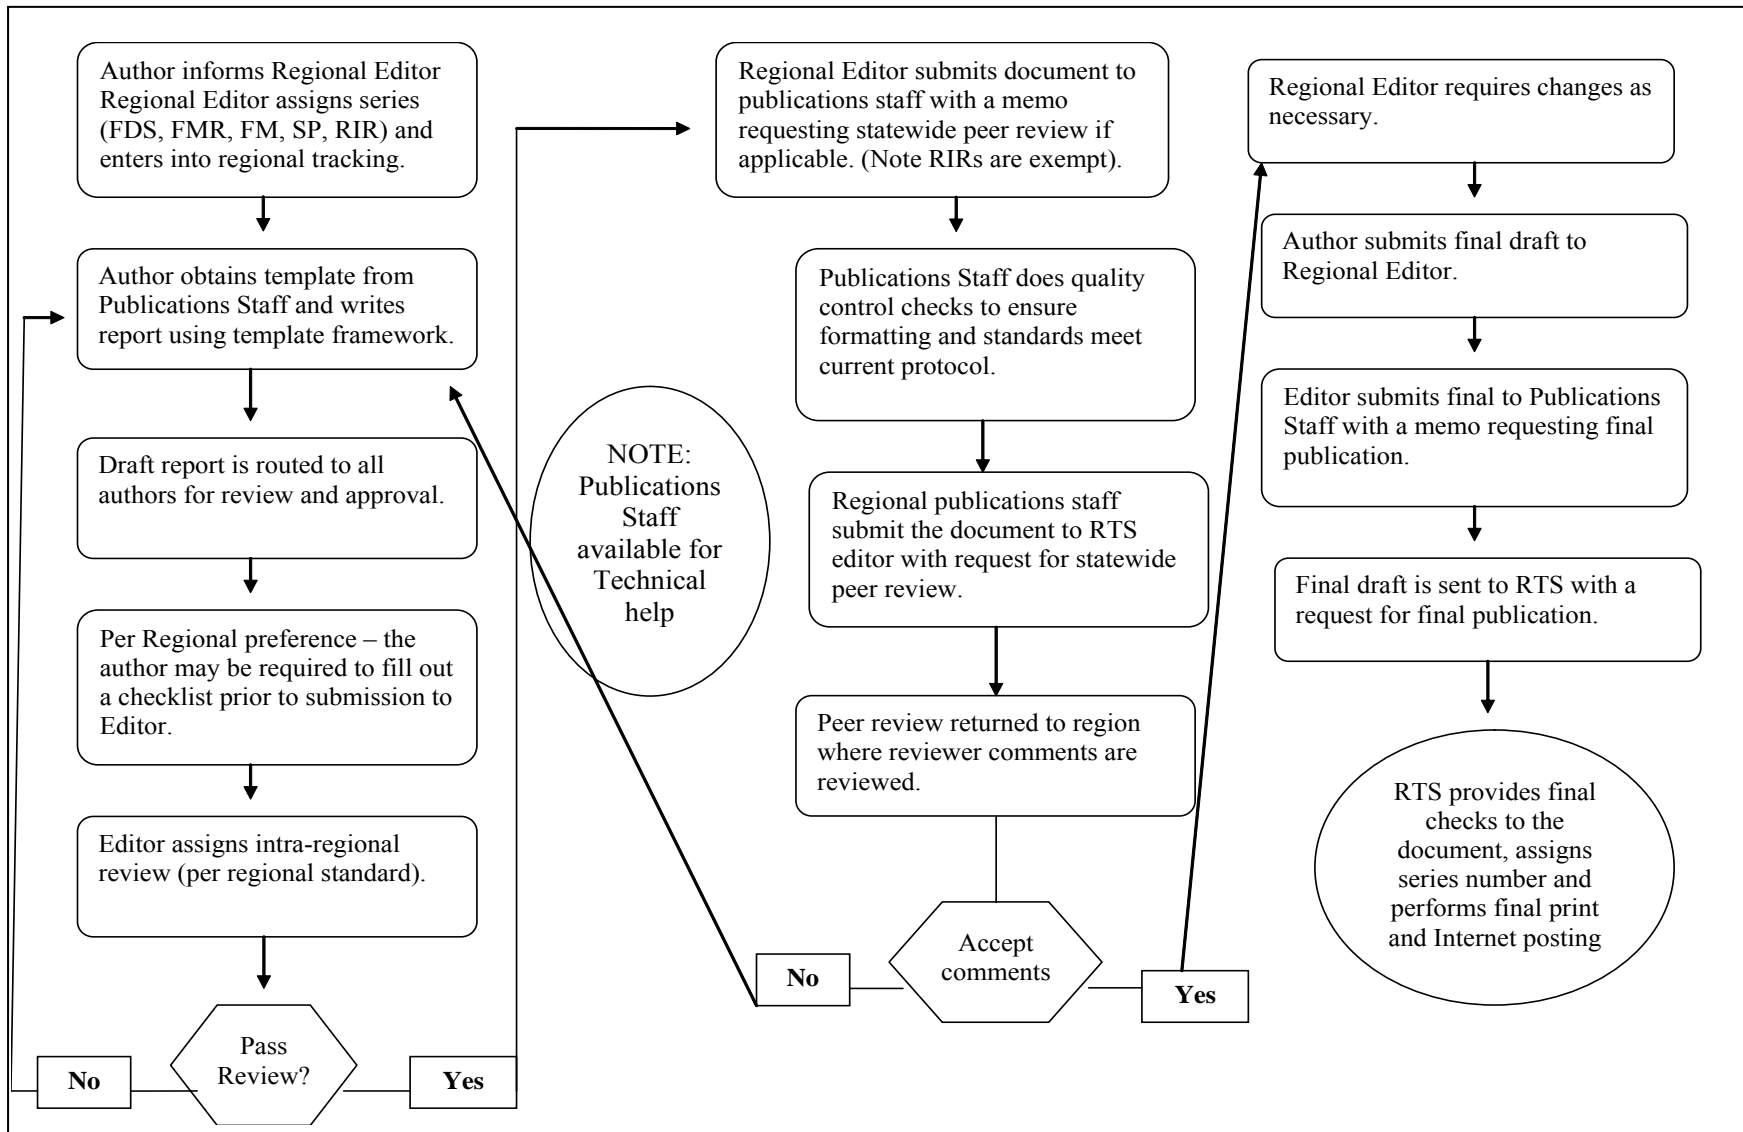 Author informs Regional Editor
Regional Editor assigns series
(FDS, FMR, FM, SP, RIR) and
enters into regional tracking.
Author obtains template from
Publications Staff and writes
report using template framework.
Draft report is routed to all
authors for review and approval.
Per Regional preference – the
author may be required to fill out
a checklist prior to submission to
Editor.
Editor assigns intra-regional
review (per regional standard).
Pass
Review?
No
Yes
NOTE:
Publications
Staff
available for
Technical
help
Regional Editor submits document to
publications staff with a memo
requesting statewide peer review if
applicable. (Note RIRs are exempt).
Publications Staff does quality
control checks to ensure
formatting and standards meet
current protocol.
Regional publications staff
submit the document to RTS
editor with request for statewide
peer review.
Peer review returned to region
where reviewer comments are
reviewed.
Accept
comments
No
Yes
Regional Editor requires changes as
necessary.
Author submits final draft to
Regional Editor.
Editor submits final to Publications
Staff with a memo requesting final
publication.
Final draft is sent to RTS with a
request for final publication.
RTS provides final
checks to the
document, assigns
series number and
performs final print
and Internet posting